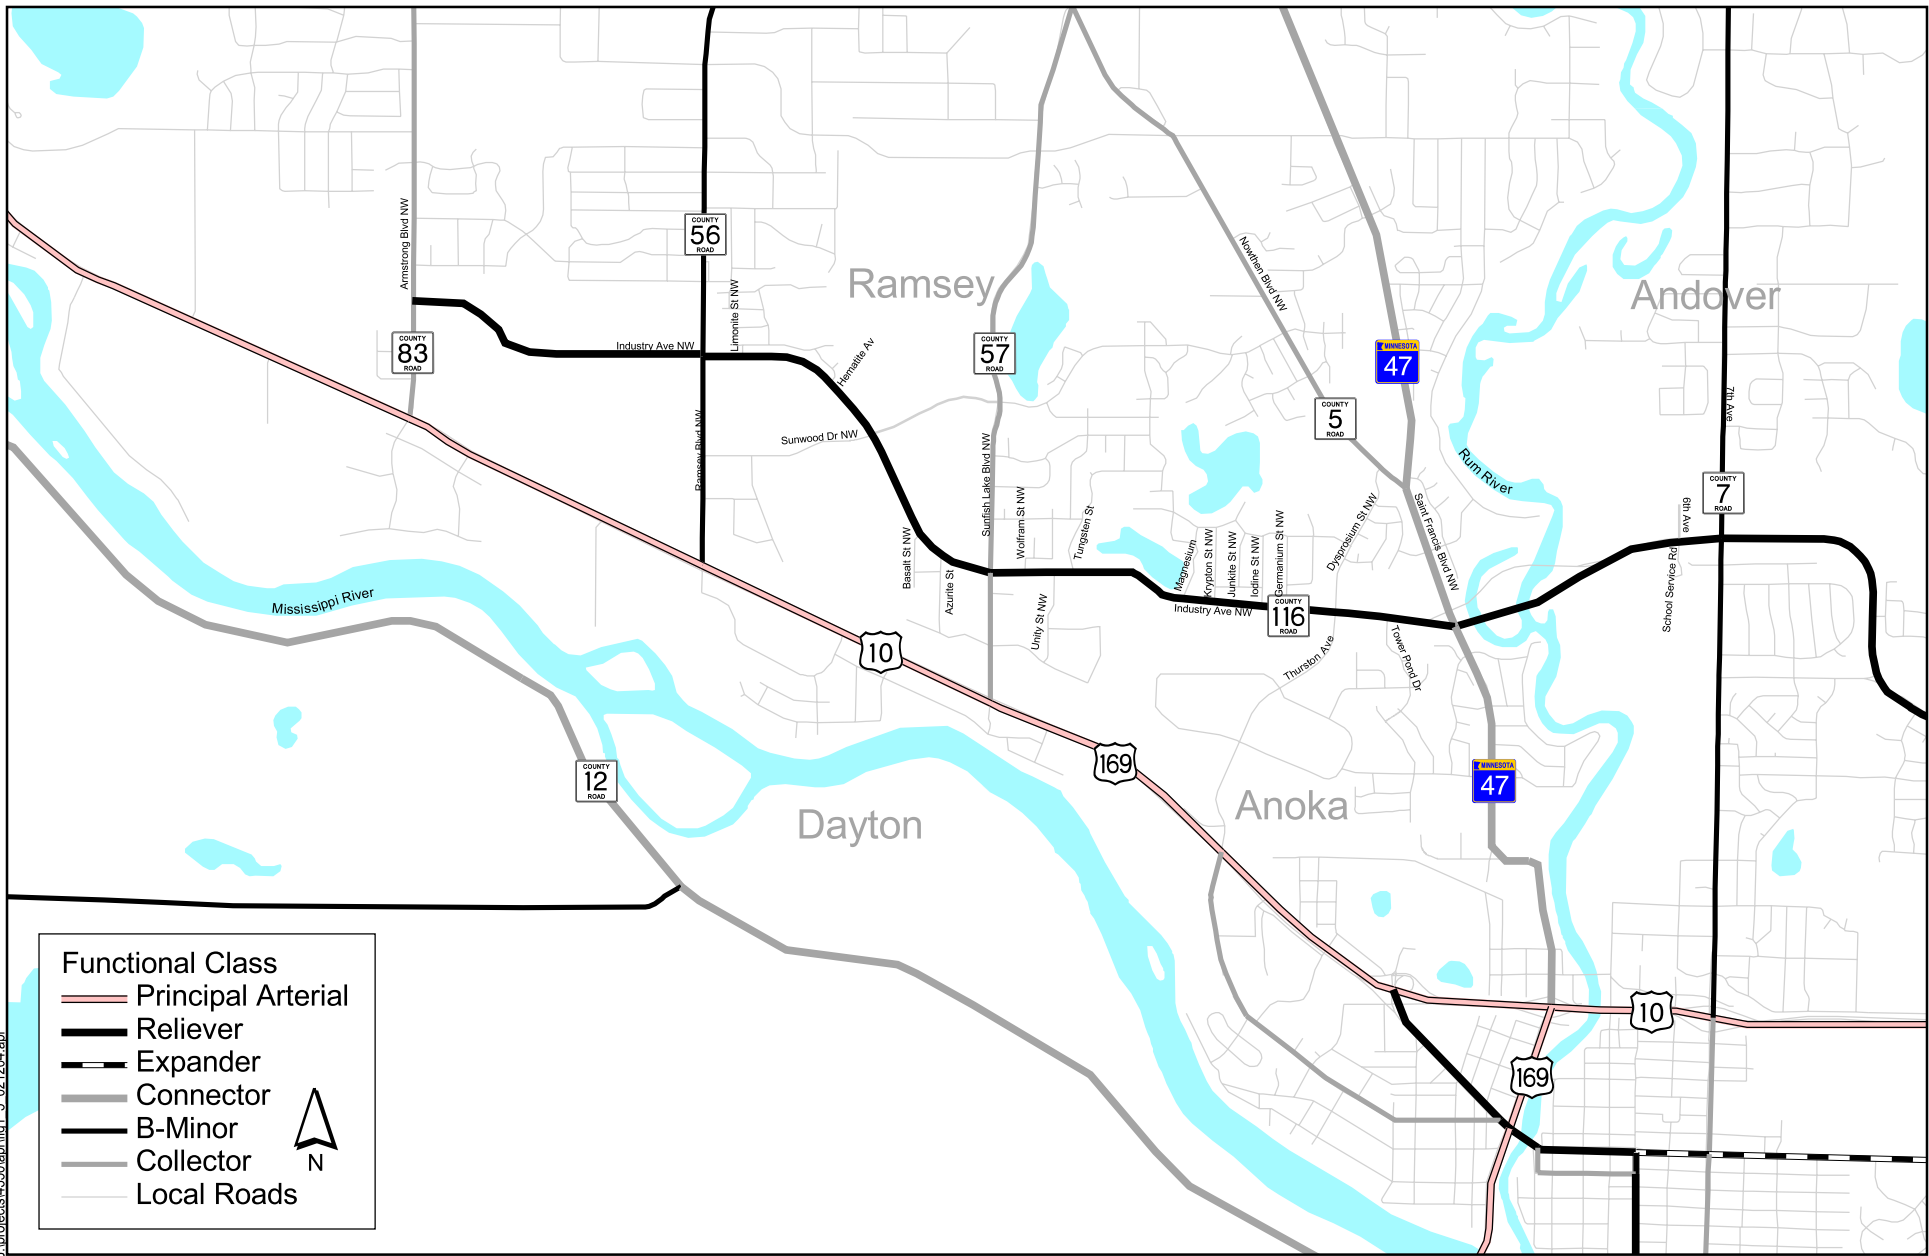 Armstrong Blvd NW
COUNTY
56
ROAD
Ramsey
Nowthen Blvd NW
Andover
Limonite St NW
COUNTY
83
ROAD
Industry Ave NW
Hematite Av
COUNTY
57
ROAD
MINNESOTA
47
COUNTY
5
ROAD
7th Ave
Ramsey Blvd NW
Sunwood Dr NW
Sunfish Lake Blvd NW
Rum River
COUNTY
7
ROAD
Wolfram St NW
Tungsten St
Dysprosium St NW
Saint Francis Blvd NW
6th Ave
Basalt St NW
Azurite St
Magnesium
Krypton St NW
Junkite St NW
Iodine St NW
Germanium St NW
School Service Rd
Mississippi River
Unity St NW
Industry Ave NW
COUNTY
116
ROAD
Thurston Ave
Tower Pond Dr
10
169
COUNTY
12
ROAD
MINNESOTA
47
Dayton
Anoka
10
169
Functional Class
Principal Arterial
Reliever
Expander
Connector
B-Minor
Collector
Local Roads
N